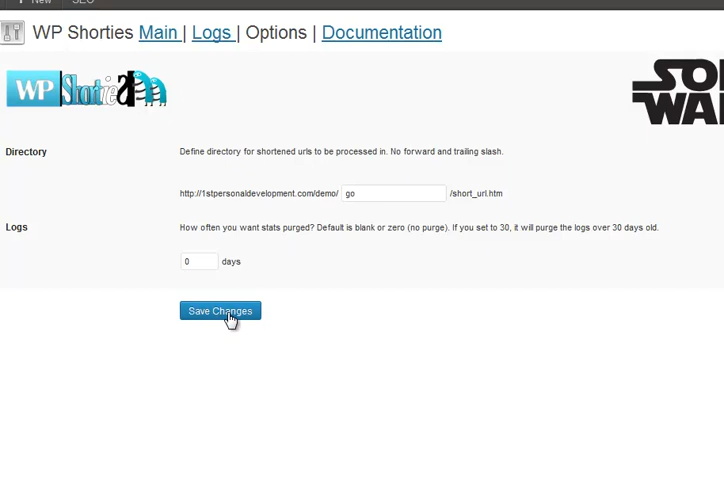 New SEO
WP Shorties Main | Logs | Options | Documentation
WP Shorties
Directory
Define directory for shortened urls to be processed in. No forward and trailing slash.
http://1stpersonaldevelopment.com/demo/ go /short_url.htm
Logs
How often you want stats purged? Default is blank or zero (no purge). If you set to 30, it will purge the logs over 30 days old.
0 days
Save Changes